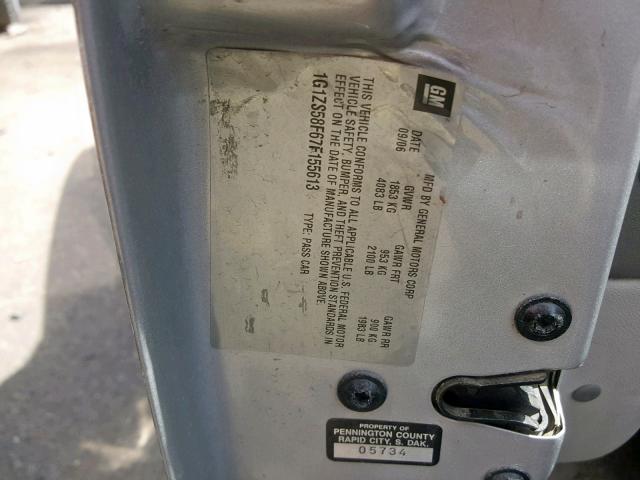 GM
MFD BY GENERAL MOTORS CORP
DATE GVWR GAWR FRT GAWR RR
09/06 1853 KG 953 KG 900 KG
4083 LB 2100 LB 1983 LB
THIS VEHICLE CONFORMS TO ALL APPLICABLE U.S. FEDERAL MOTOR
VEHICLE SAFETY, BUMPER, AND THEFT PREVENTION STANDARDS IN
EFFECT ON THE DATE OF MANUFACTURE SHOWN ABOVE.
1G1ZS58F67F155613 TYPE: PASS CAR
PROPERTY OF
PENNINGTON COUNTY
RAPID CITY, S. DAK.
05734